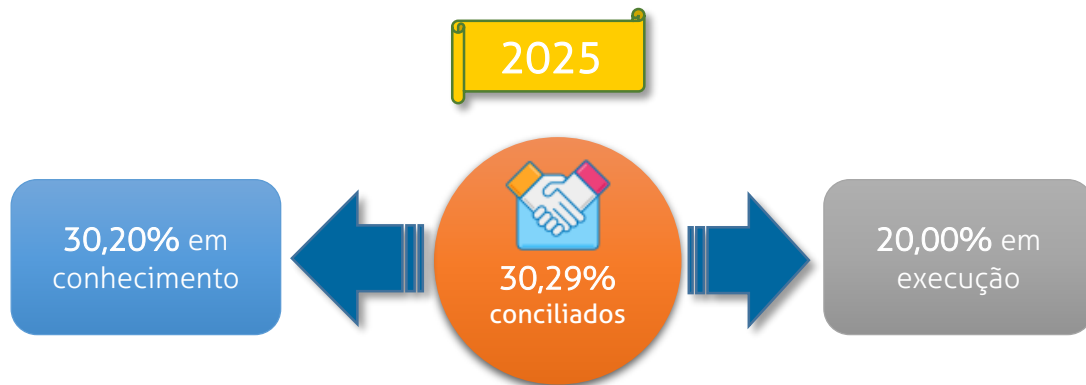 2025
30,20% em
conhecimento
30,29%
conciliados
20,00% em
execução